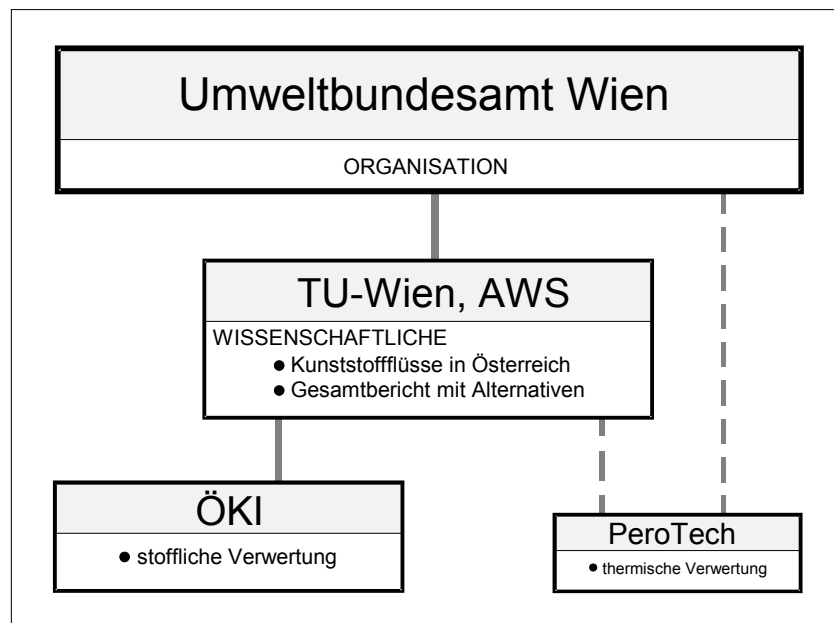 Umweltbundesamt Wien
ORGANISATION
TU-Wien, AWS
WISSENSCHAFTLICHE
● Kunststoffflüsse in Österreich
● Gesamtbericht mit Alternativen
ÖKI
● stoffliche Verwertung
PeroTech
● thermische Verwertung